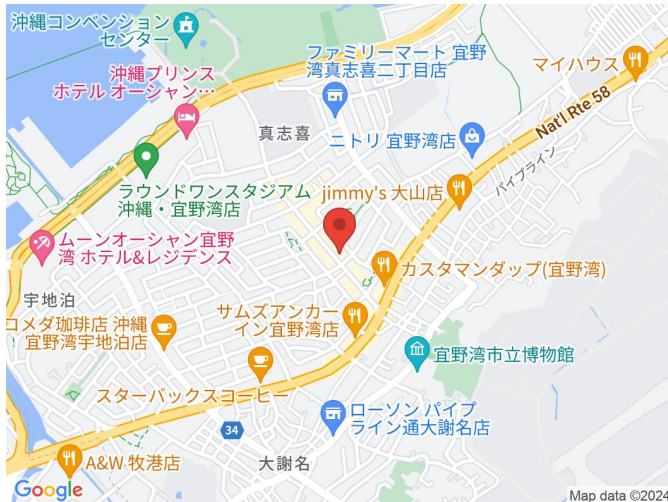 沖縄コンベンション
センター
ファミリーマート 宜野
湾真志喜二丁目店
沖縄プリンス
ホテル オーシャン…
マイハウス
Nat'l Rte 58
真志喜
ニトリ 宜野湾店
パイプライン
ラウンドワンスタジアム
沖縄・宜野湾店
jimmy's 大山店
ムーンオーシャン宜野
湾 ホテル&レジデンス
カスタマンダップ(宜野湾)
宇地泊
サムズアンカー
イン宜野湾店
コメダ珈琲店 沖縄
宜野湾宇地泊店
宜野湾市立博物館
スターバックスコーヒー
ローソン パイプ
ライン通大謝名店
34
A&W 牧港店
大謝名
Google
Map data ©2024